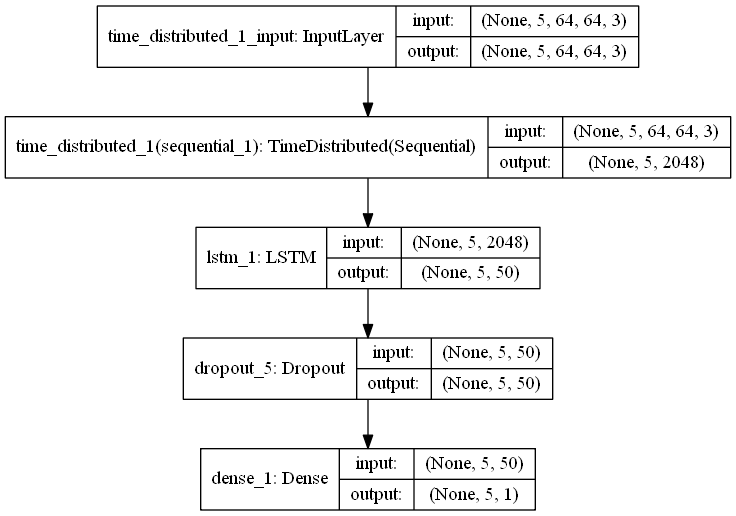 time_distributed_1_input: InputLayer
input:
(None, 5, 64, 64, 3)
output:
(None, 5, 64, 64, 3)
time_distributed_1(sequential_1): TimeDistributed(Sequential)
input:
(None, 5, 64, 64, 3)
output:
(None, 5, 2048)
lstm_1: LSTM
input:
(None, 5, 2048)
output:
(None, 5, 50)
dropout_5: Dropout
input:
(None, 5, 50)
output:
(None, 5, 50)
dense_1: Dense
input:
(None, 5, 50)
output:
(None, 5, 1)